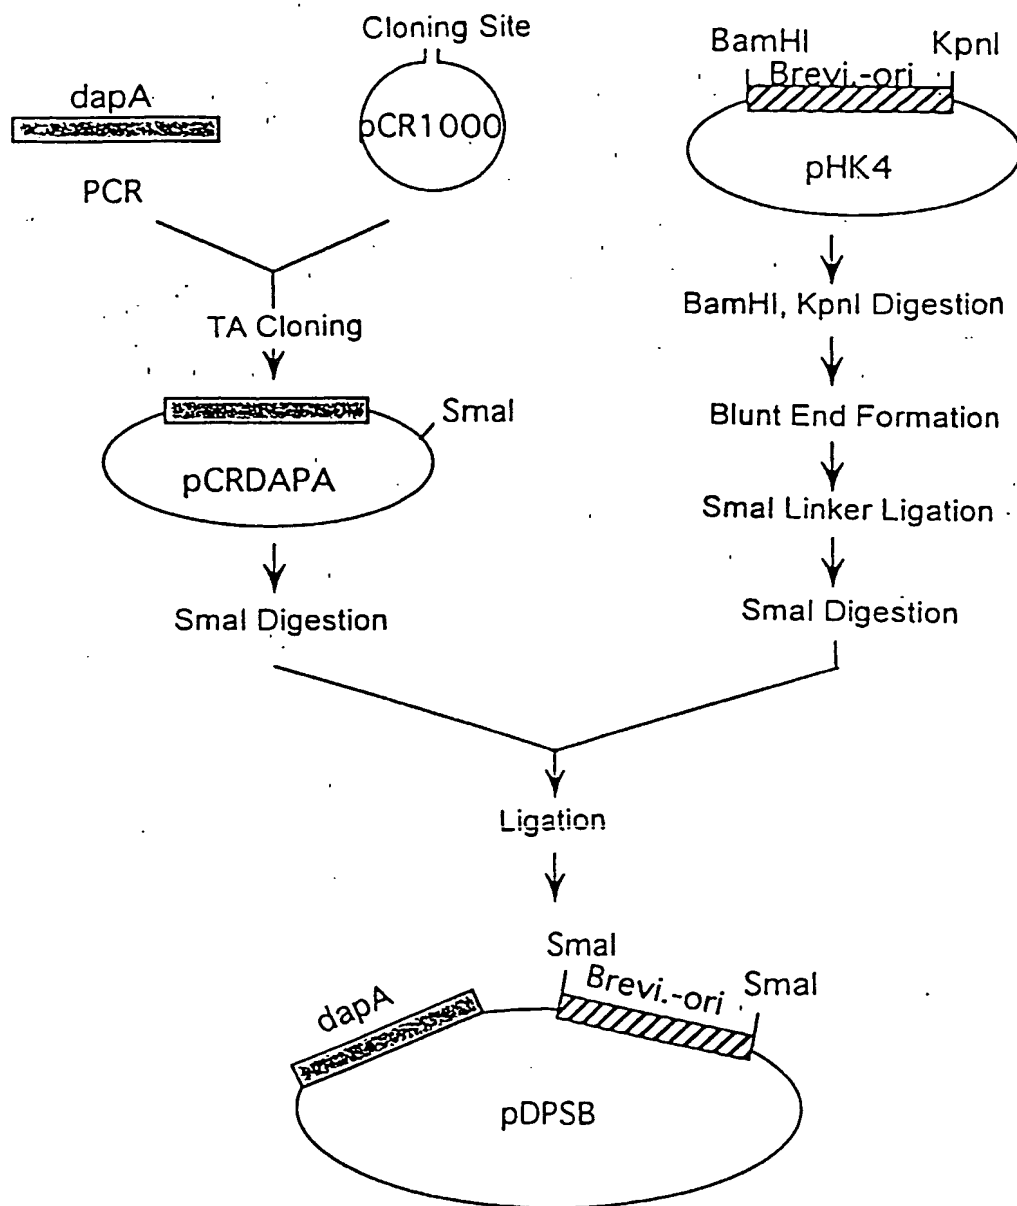 Cloning Site
dapA
pCR1000
PCR
TA Cloning
SmaI
pCRDAPA
SmaI Digestion
BamHI
KpnI
Brevi.-ori
pHK4
BamHI, KpnI Digestion
Blunt End Formation
SmaI Linker Ligation
SmaI Digestion
Ligation
SmaI
Brevi.-ori
SmaI
dapA
pDPSB